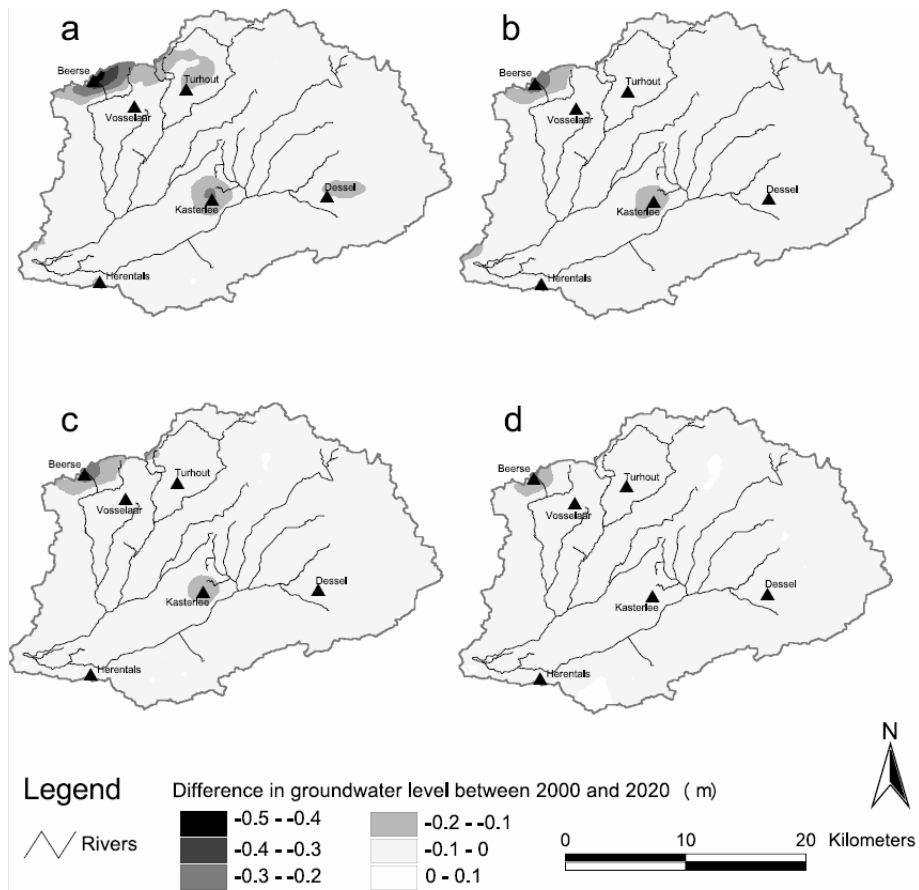 a
Beerse
Turhout
Vosselaar
Kasterlee
Dessel
Herentals
b
Beerse
Turhout
Vosselaar
Kasterlee
Dessel
Herentals
c
Beerse
Turhout
Vosselaar
Kasterlee
Dessel
Herentals
d
Beerse
Turhout
Vosselaar
Kasterlee
Dessel
Herentals
N
Legend
Rivers
Difference in groundwater level between 2000 and 2020 ( m)
-0.5 - -0.4
-0.4 - -0.3
-0.3 - -0.2
-0.2 - -0.1
-0.1 - 0
0 - 0.1
0 10 20 Kilometers